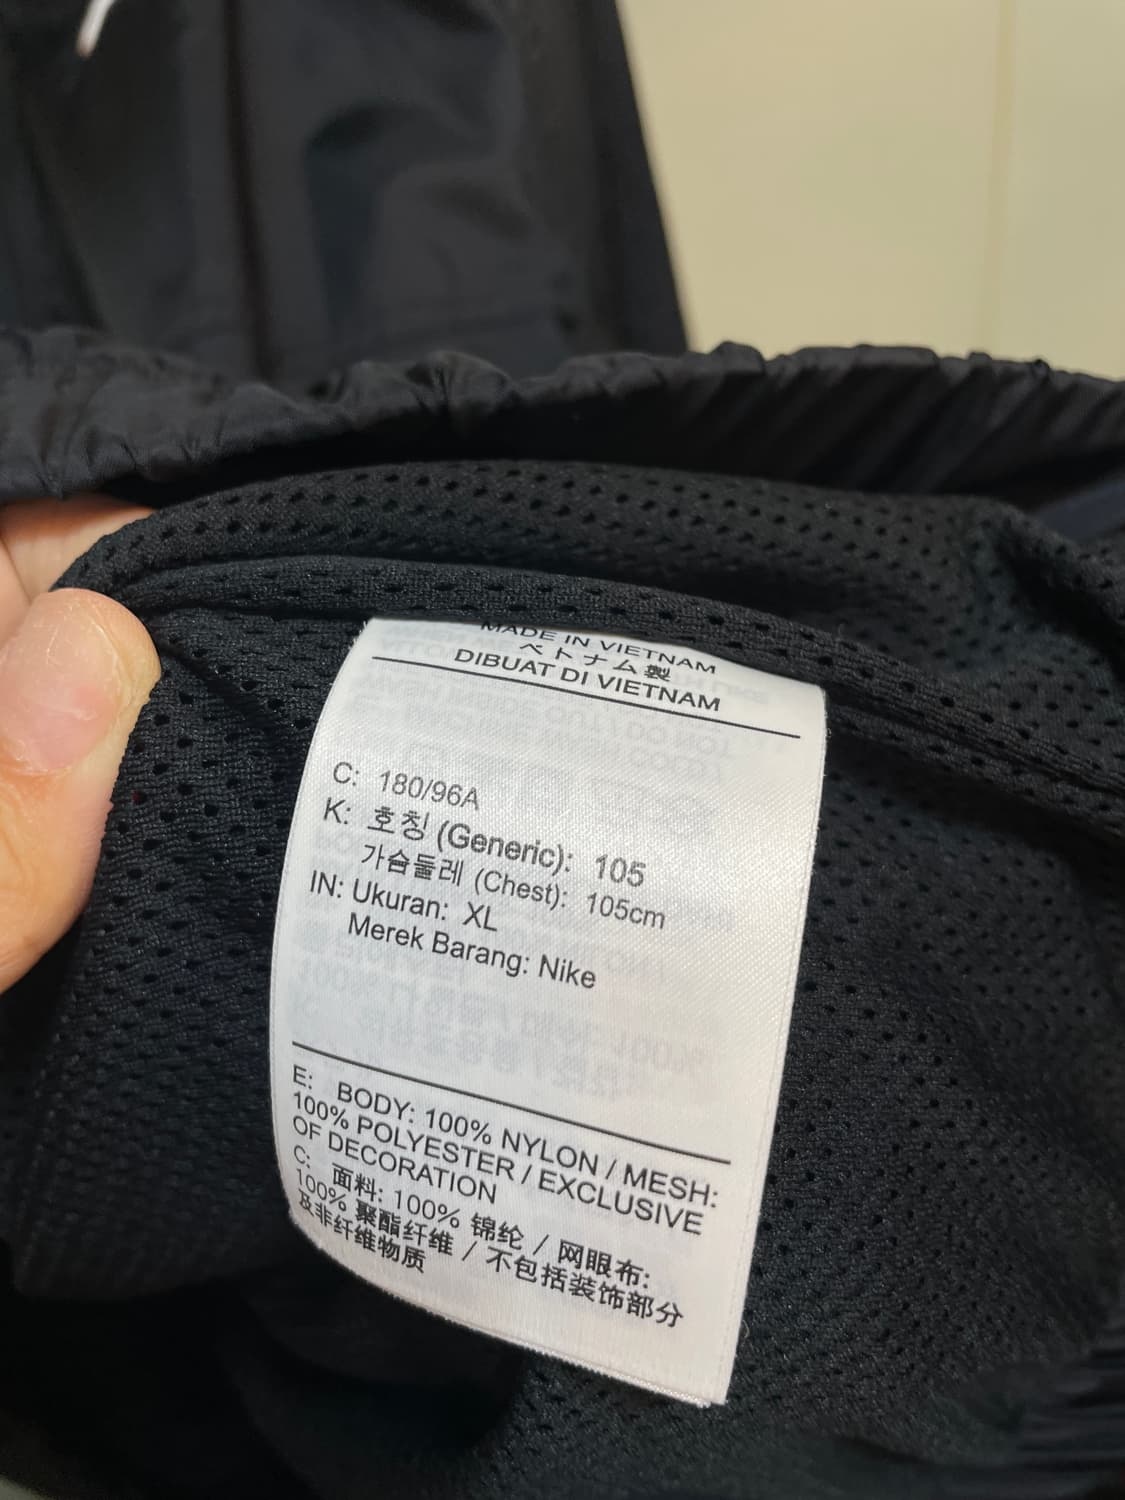 MADE IN VIETNAM
ベトナム製
DIBUAT DI VIETNAM
C: 180/96A
K: 호칭 (Generic): 105
가슴둘레 (Chest): 105cm
IN: Ukuran: XL
Merek Barang: Nike
E: BODY: 100% NYLON / MESH:
100% POLYESTER / EXCLUSIVE
OF DECORATION
C: 面料: 100% 锦纶 / 网眼布:
100% 聚酯纤维 / 不包括装饰部分
及非纤维物质